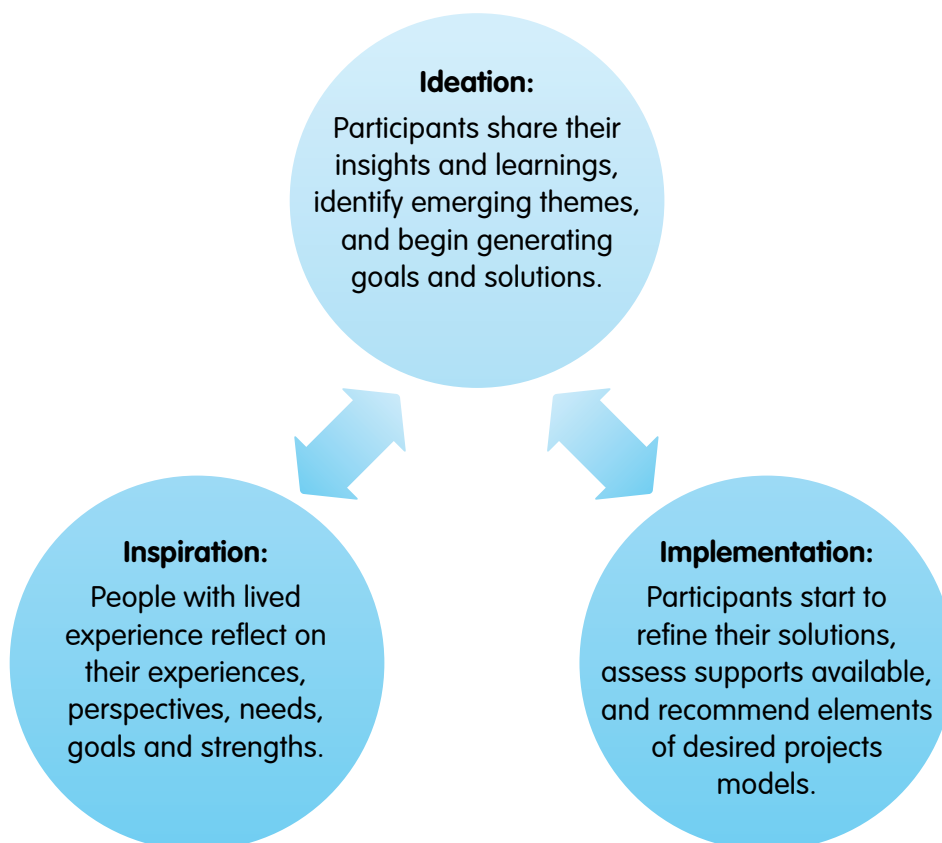 Ideation:
Participants share their
insights and learnings,
identify emerging themes,
and begin generating
goals and solutions.
Inspiration:
People with lived
experience reflect on
their experiences,
perspectives, needs,
goals and strengths.
Implementation:
Participants start to
refine their solutions,
assess supports available,
and recommend elements
of desired projects
models.